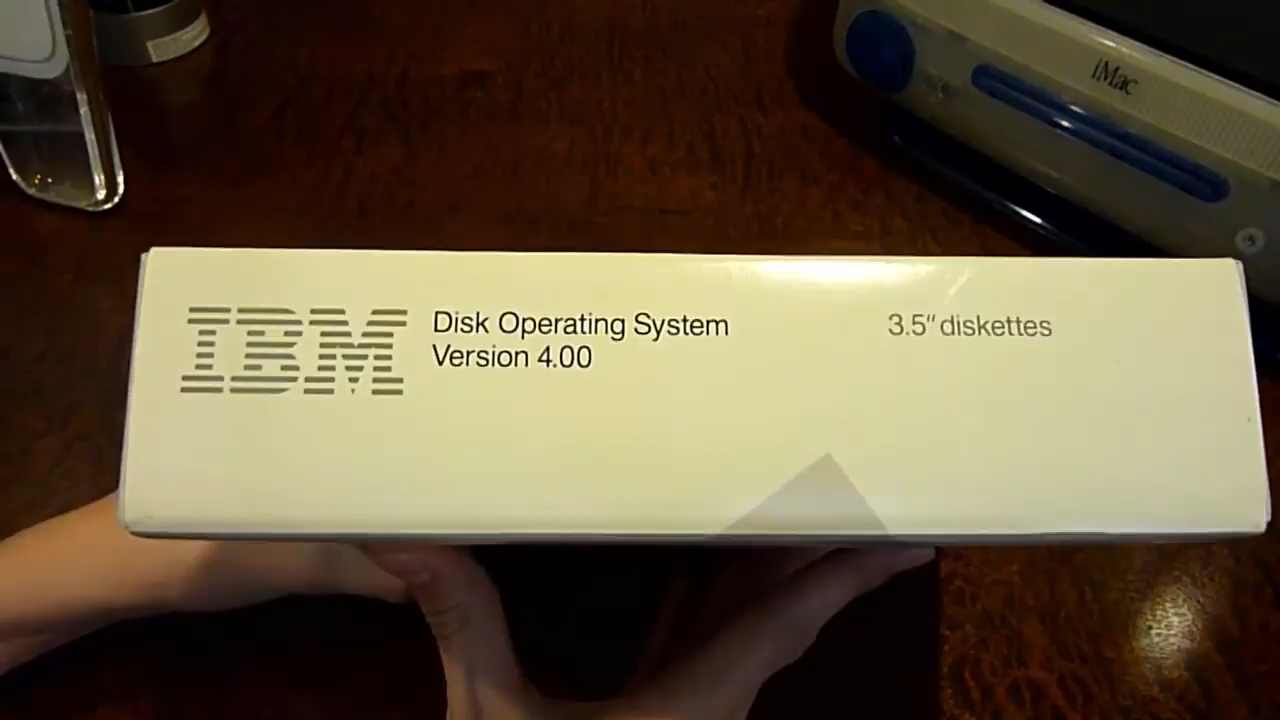 iMac
IBM
Disk Operating System
Version 4.00
3.5" diskettes